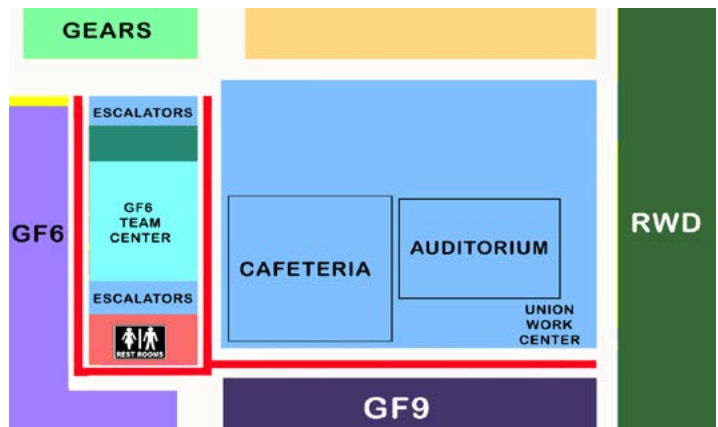 GEARS
ESCALATORS
GF6
GF6
TEAM
CENTER
RWD
AUDITORIUM
CAFETERIA
ESCALATORS
UNION
WORK
CENTER
REST ROOMS
GF9